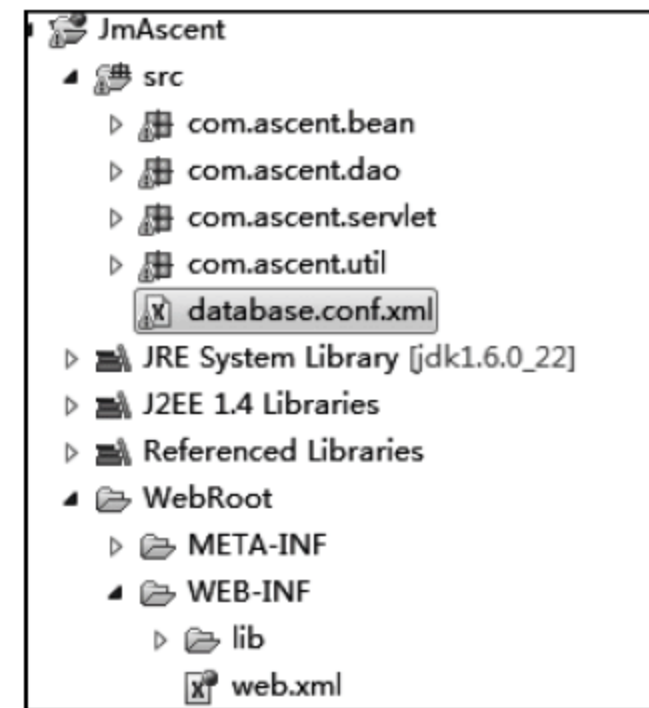 JmAscent
src
com.ascent.bean
com.ascent.dao
com.ascent.servlet
com.ascent.util
database.conf.xml
JRE System Library [jdk1.6.0_22]
J2EE 1.4 Libraries
Referenced Libraries
WebRoot
META-INF
WEB-INF
lib
web.xml